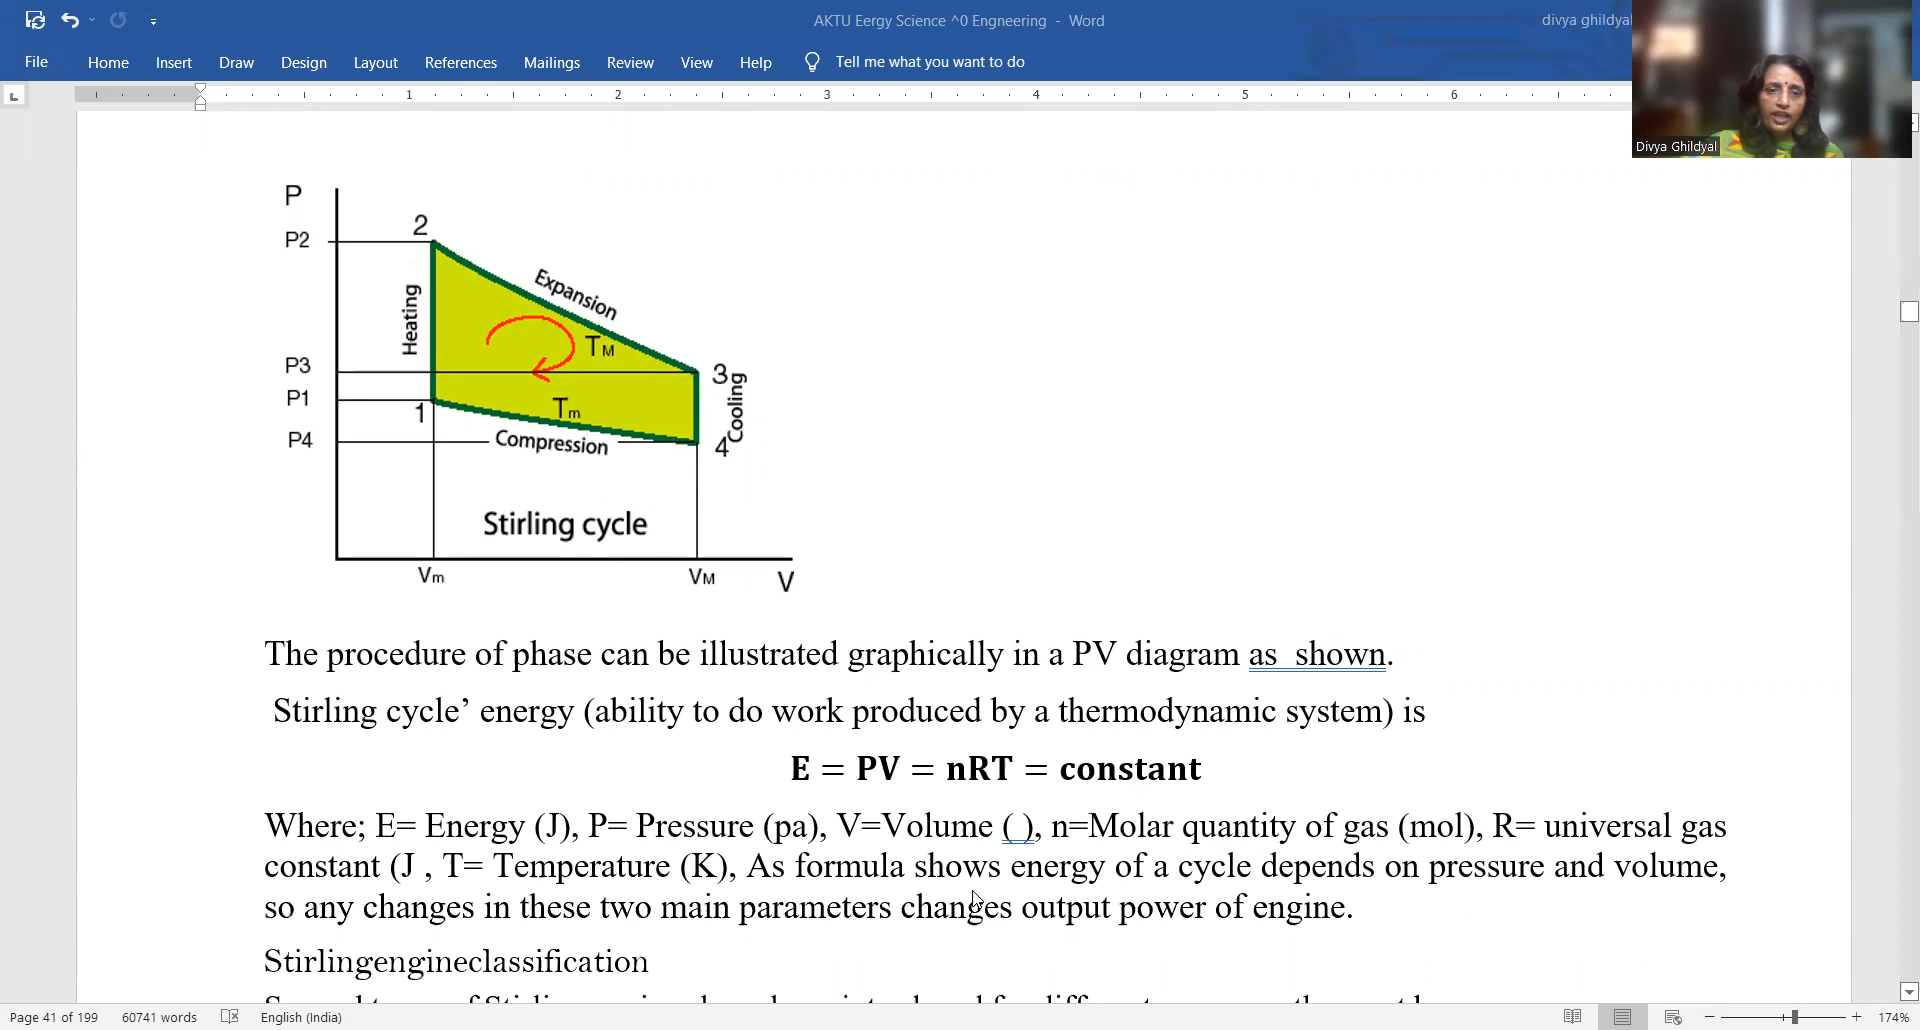 AKTU Eergy Science ^0 Engneering - Word
divya ghildyal
File Home Insert Draw Design Layout References Mailings Review View Help Tell me what you want to do
1 2 3 4 5 6
Divya Ghildyal
P
P2
2
Heating
Expansion
TM
P3
3
Cooling
P1
1
Tm
P4
Compression
4
Stirling cycle
Vm
VM
V
The procedure of phase can be illustrated graphically in a PV diagram as shown.
Stirling cycle’ energy (ability to do work produced by a thermodynamic system) is
E = PV = nRT = constant
Where; E= Energy (J), P= Pressure (pa), V=Volume ( ), n=Molar quantity of gas (mol), R= universal gas
constant (J , T= Temperature (K), As formula shows energy of a cycle depends on pressure and volume,
so any changes in these two main parameters changes output power of engine.
Stirlingengineclassification
Page 41 of 199 60741 words English (India) 174%